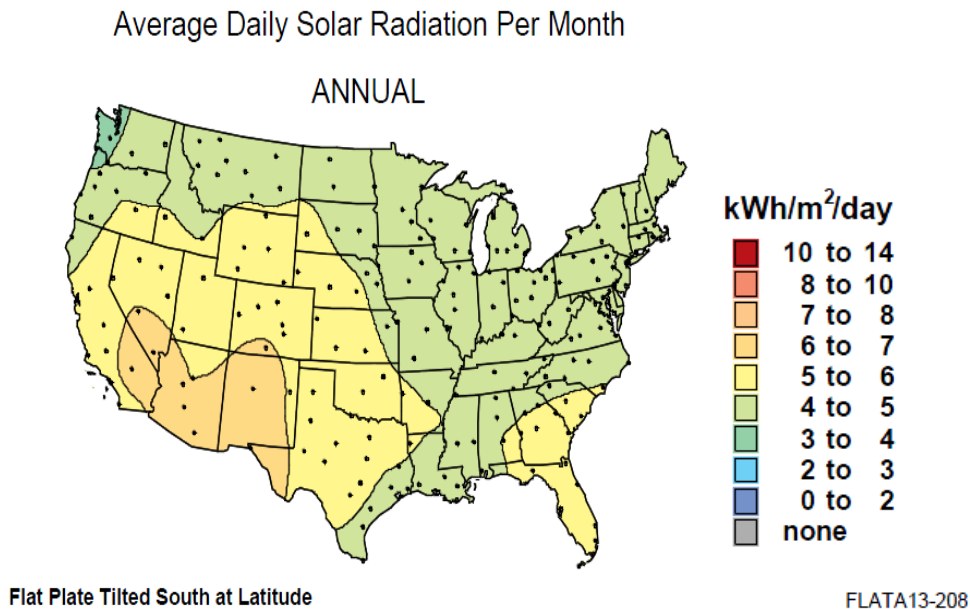 Average Daily Solar Radiation Per Month
ANNUAL
kWh/m²/day
10 to 14
8 to 10
7 to 8
6 to 7
5 to 6
4 to 5
3 to 4
2 to 3
0 to 2
none
Flat Plate Tilted South at Latitude
FLATA13-208